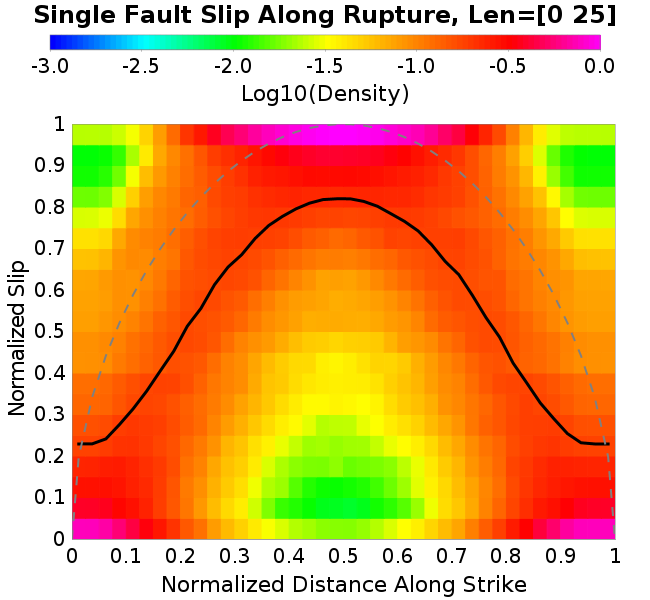 Single Fault Slip Along Rupture, Len=[0 25]
-3.0 -2.5 -2.0 -1.5 -1.0 -0.5 0.0
Log10(Density)
1
0.9
0.8
0.7
0.6
0.5
0.4
0.3
0.2
0.1
0
Normalized Slip
0 0.1 0.2 0.3 0.4 0.5 0.6 0.7 0.8 0.9 1
Normalized Distance Along Strike